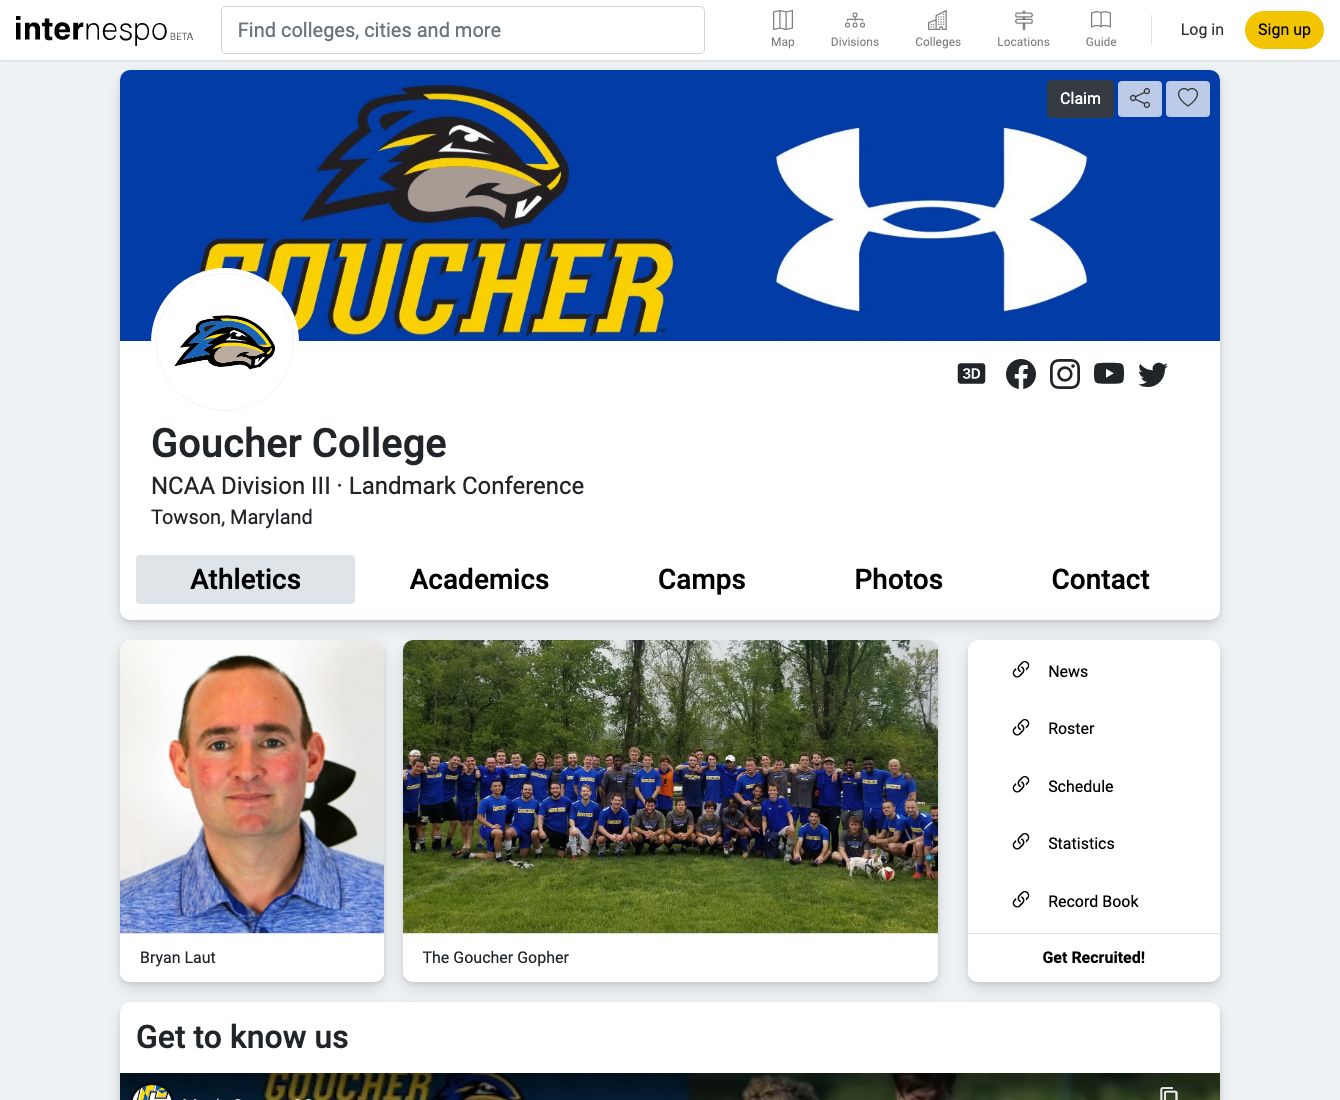 internespo BETA
Find colleges, cities and more
Map
Divisions
Colleges
Locations
Guide
Log in
Sign up
Claim
GOUCHER
3D
Goucher College
NCAA Division III · Landmark Conference
Towson, Maryland
Athletics
Academics
Camps
Photos
Contact
Bryan Laut
The Goucher Gopher
News
Roster
Schedule
Statistics
Record Book
Get Recruited!
Get to know us
GOUCHER